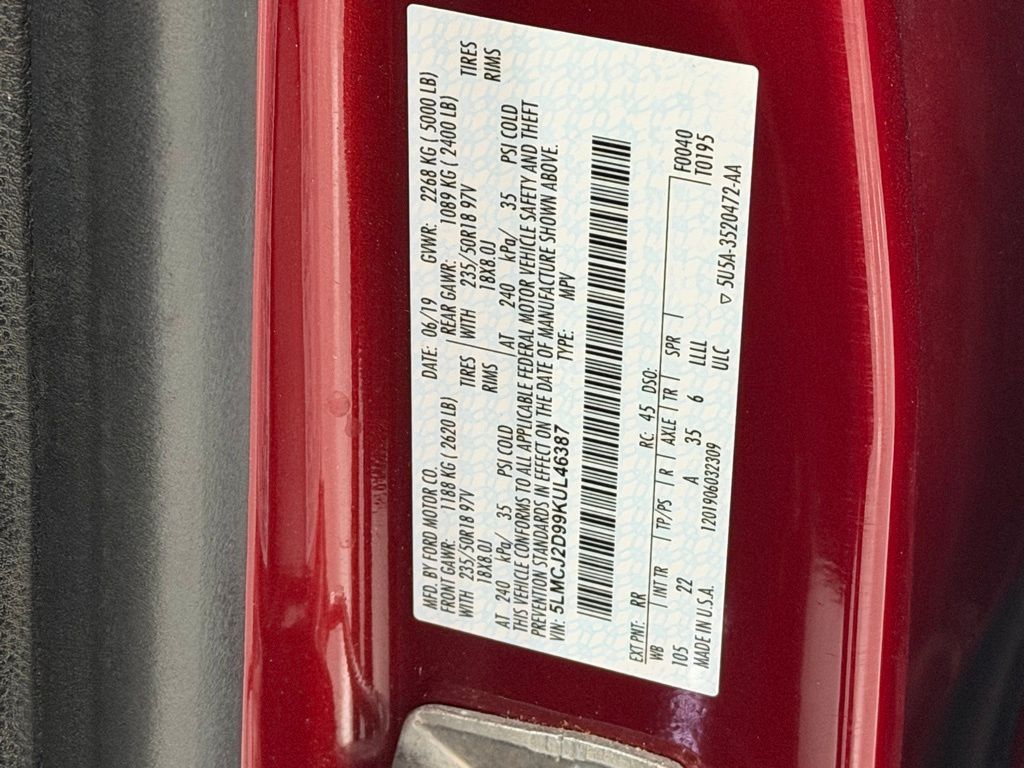 MFD. BY FORD MOTOR CO. DATE: 06/19 GVWR: 2268 KG ( 5000 LB)
FRONT GAWR: 1188 KG ( 2620 LB) REAR GAWR: 1089 KG ( 2400 LB)
WITH 235/50R18 97V TIRES WITH 235/50R18 97V TIRES
18X8.0J RIMS 18X8.0J RIMS
AT 240 kPa/ 35 PSI COLD AT 240 kPa/ 35 PSI COLD
THIS VEHICLE CONFORMS TO ALL APPLICABLE FEDERAL MOTOR VEHICLE SAFETY AND THEFT
PREVENTION STANDARDS IN EFFECT ON THE DATE OF MANUFACTURE SHOWN ABOVE.
VIN: 5LMCJ2D99KUL46387 TYPE: MPV
EXT PNT: RR RC: 45 DSO: F0040
WB INT TR TP/PS R AXLE TR SPR T0195
105 22 A 35 6 LLLL
MADE IN U.S.A. 1201906032309 ULC ▽ 5U5A-3520472-AA